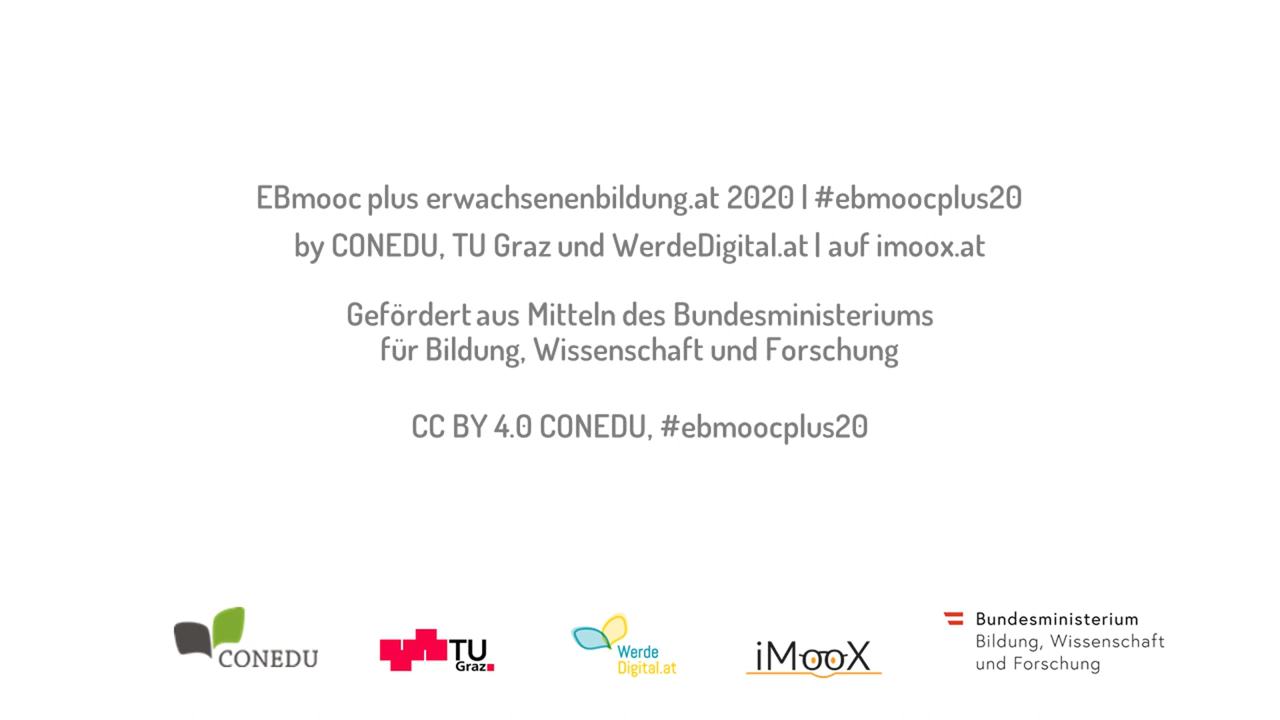 EBmooc plus erwachsenenbildung.at 2020 | #ebmoocplus20
by CONEDU, TU Graz und WerdeDigital.at | auf imoox.at
Gefördert aus Mitteln des Bundesministeriums
für Bildung, Wissenschaft und Forschung
CC BY 4.0 CONEDU, #ebmoocplus20
CONEDU
TU
Graz
Werde
Digital.at
iMooX
Bundesministerium
Bildung, Wissenschaft
und Forschung